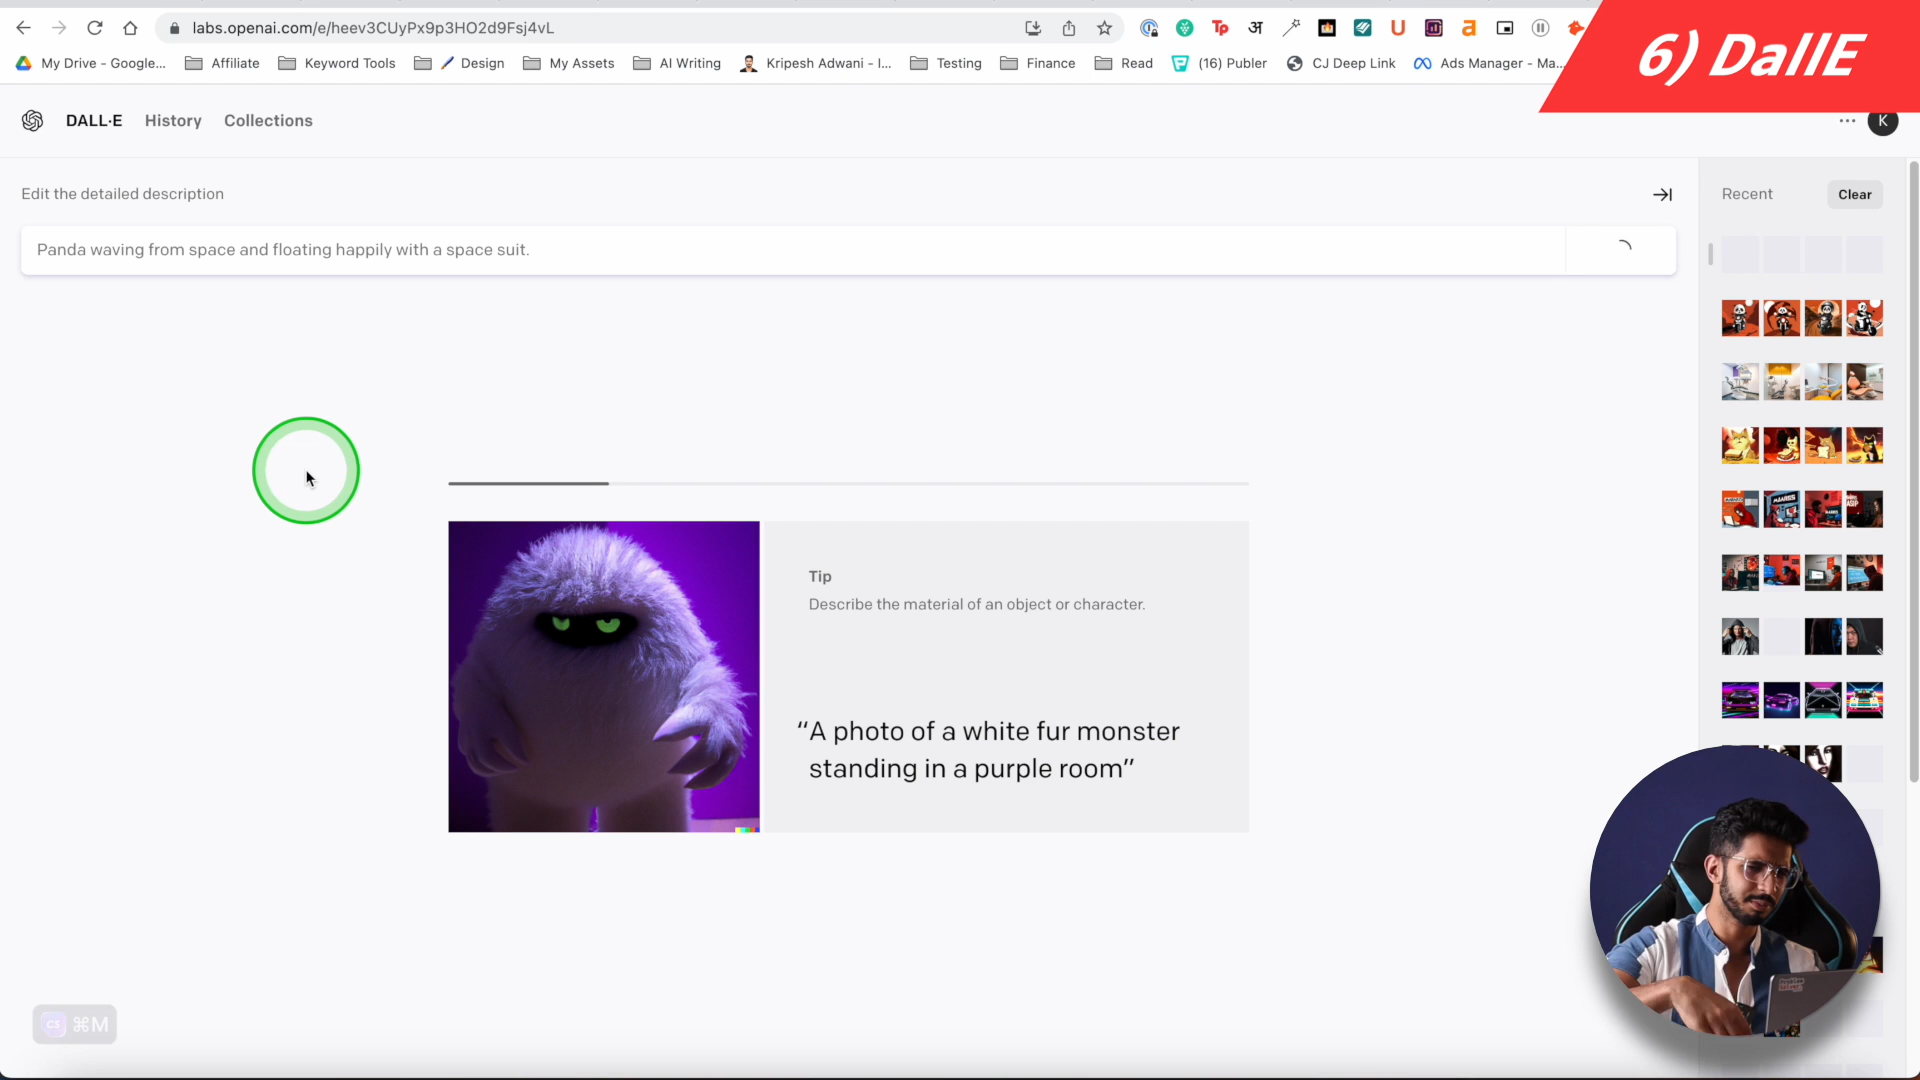 labs.openai.com/e/heev3CUyPx9p3HO2d9Fsj4vL
Tp
अ
U
a
My Drive - Google...
Affiliate
Keyword Tools
Design
My Assets
AI Writing
Kripesh Adwani - I...
Testing
Finance
Read
(16) Publer
CJ Deep Link
Ads Manager - Ma...
6) DallE
DALL·E
History
Collections
K
Edit the detailed description
Recent
Clear
Panda waving from space and floating happily with a space suit.
Tip
Describe the material of an object or character.
“A photo of a white fur monster
standing in a purple room”
CS ⌘M